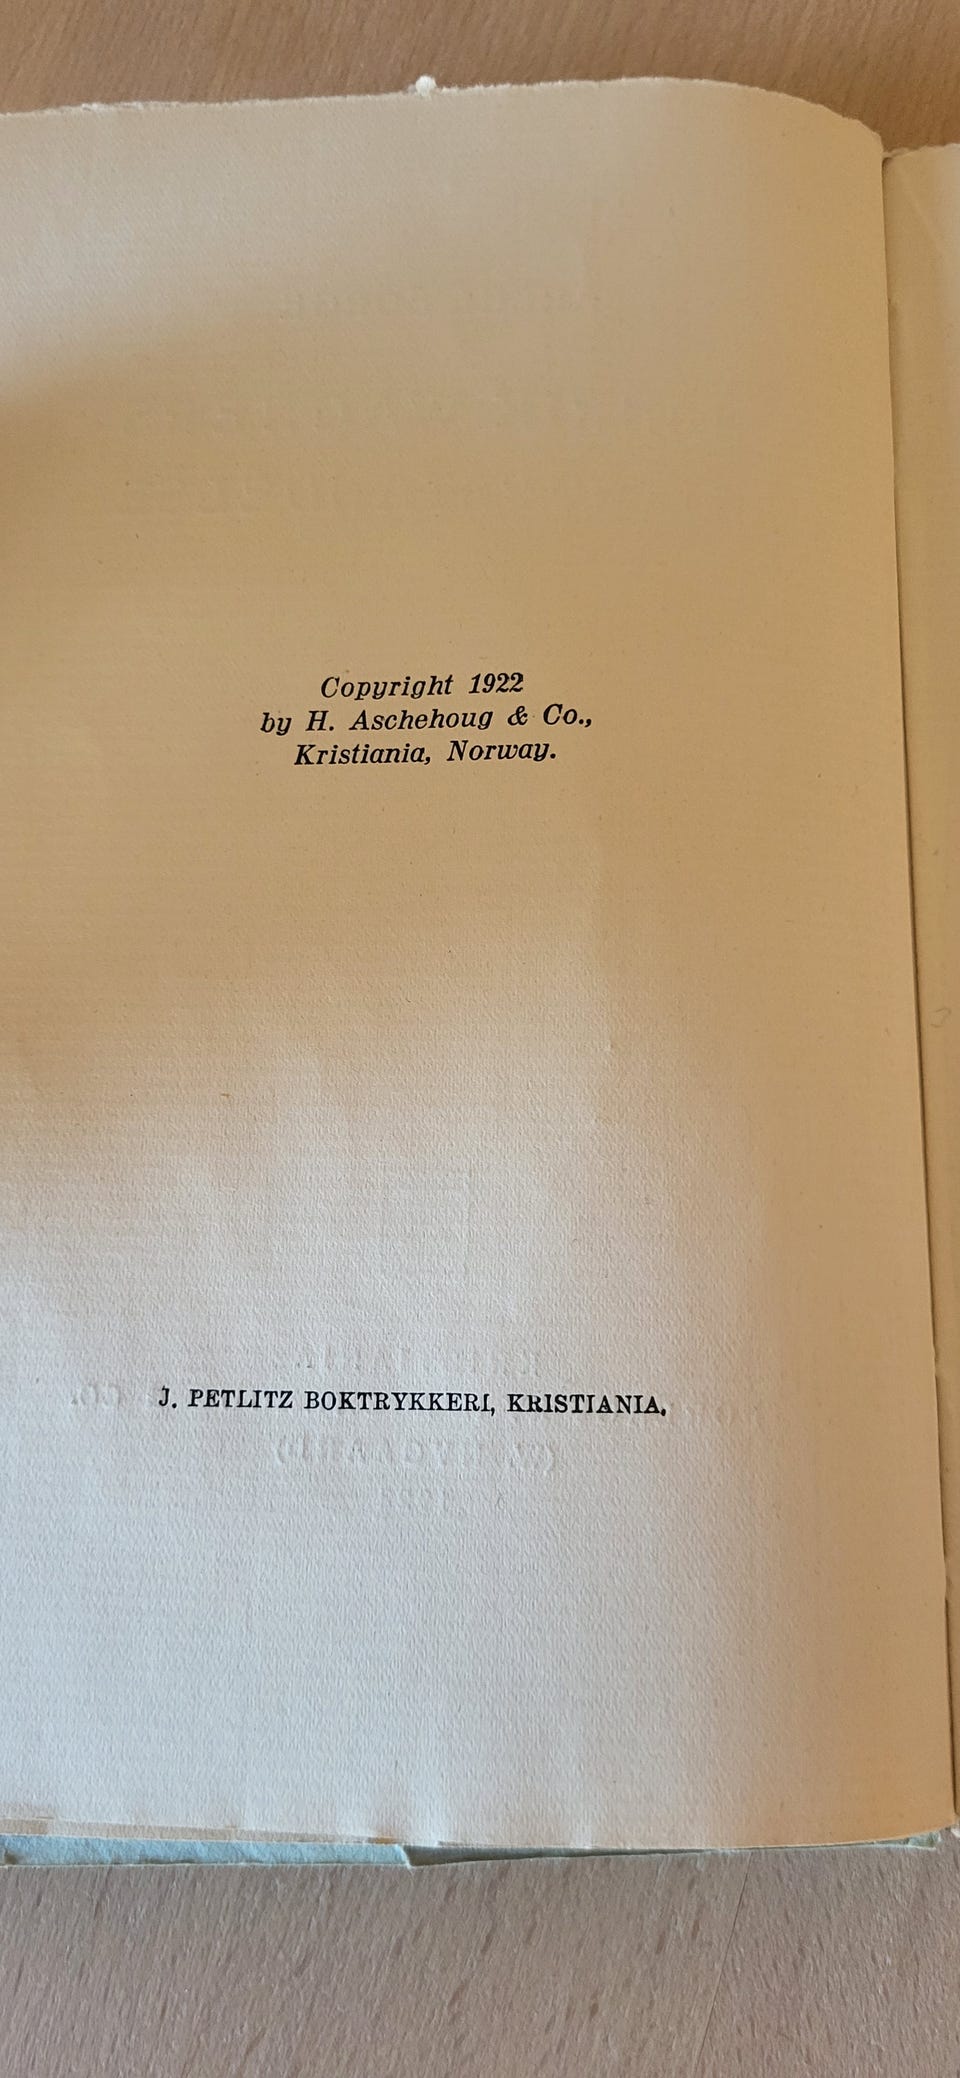 Copyright 1922
by H. Aschehoug & Co.,
Kristiania, Norway.
J. PETLITZ BOKTRYKKERI, KRISTIANIA.